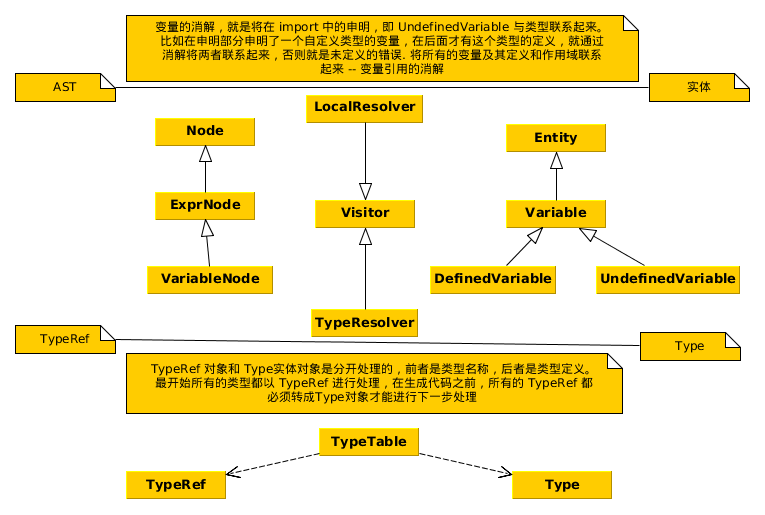 变量的消解，就是将在 import 中的申明，即 UndefinedVariable 与类型联系起来。
比如在申明部分申明了一个自定义类型的变量，在后面才有这个类型的定义，就通过
消解将两者联系起来，否则就是未定义的错误. 将所有的变量及其定义和作用域联系
起来 -- 变量引用的消解
AST
实体
LocalResolver
Node
Entity
ExprNode
Visitor
Variable
VariableNode
DefinedVariable
UndefinedVariable
TypeResolver
TypeRef
Type
TypeRef 对象和 Type实体对象是分开处理的，前者是类型名称，后者是类型定义。
最开始所有的类型都以 TypeRef 进行处理，在生成代码之前，所有的 TypeRef 都
必须转成Type对象才能进行下一步处理
TypeTable
TypeRef
Type